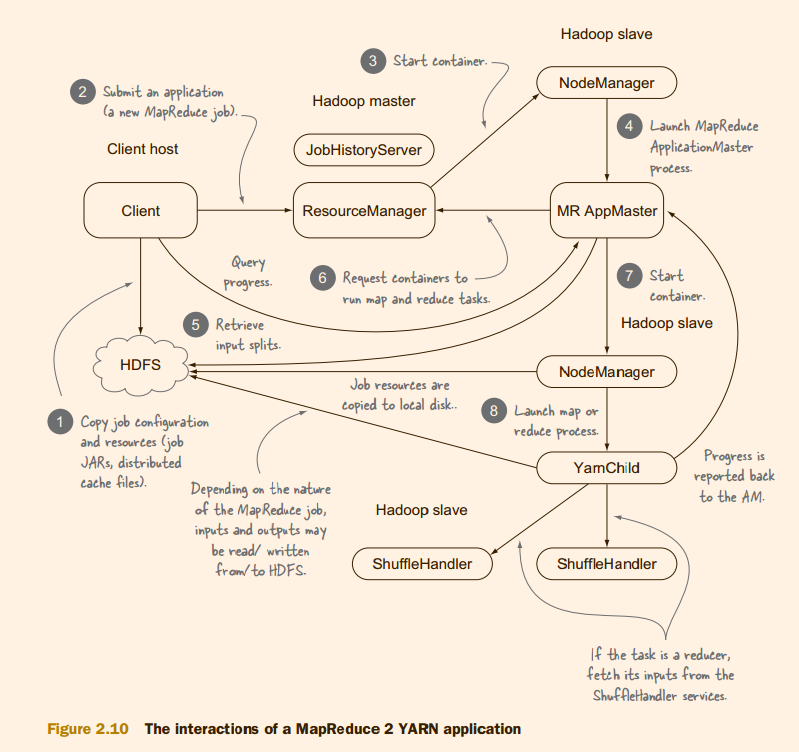 Hadoop slave
3 Start container.
NodeManager
2 Submit an application
(a new MapReduce job).
Hadoop master
4 Launch MapReduce
ApplicationMaster
process.
JobHistoryServer
Client host
Client
ResourceManager
MR AppMaster
Query
progress.
6 Request containers to
run map and reduce tasks.
7 Start
container.
5 Retrieve
input splits.
Hadoop slave
HDFS
NodeManager
Job resources are
copied to local disk..
8 Launch map or
reduce process.
1 Copy job configuration
and resources (job
JARs, distributed
cache files).
YarnChild
Progress is
reported back
to the AM.
Depending on the nature
of the MapReduce job,
inputs and outputs may
be read/ written
from/to HDFS.
Hadoop slave
ShuffleHandler
ShuffleHandler
If the task is a reducer,
fetch its inputs from the
ShuffleHandler services.
Figure 2.10 The interactions of a MapReduce 2 YARN application